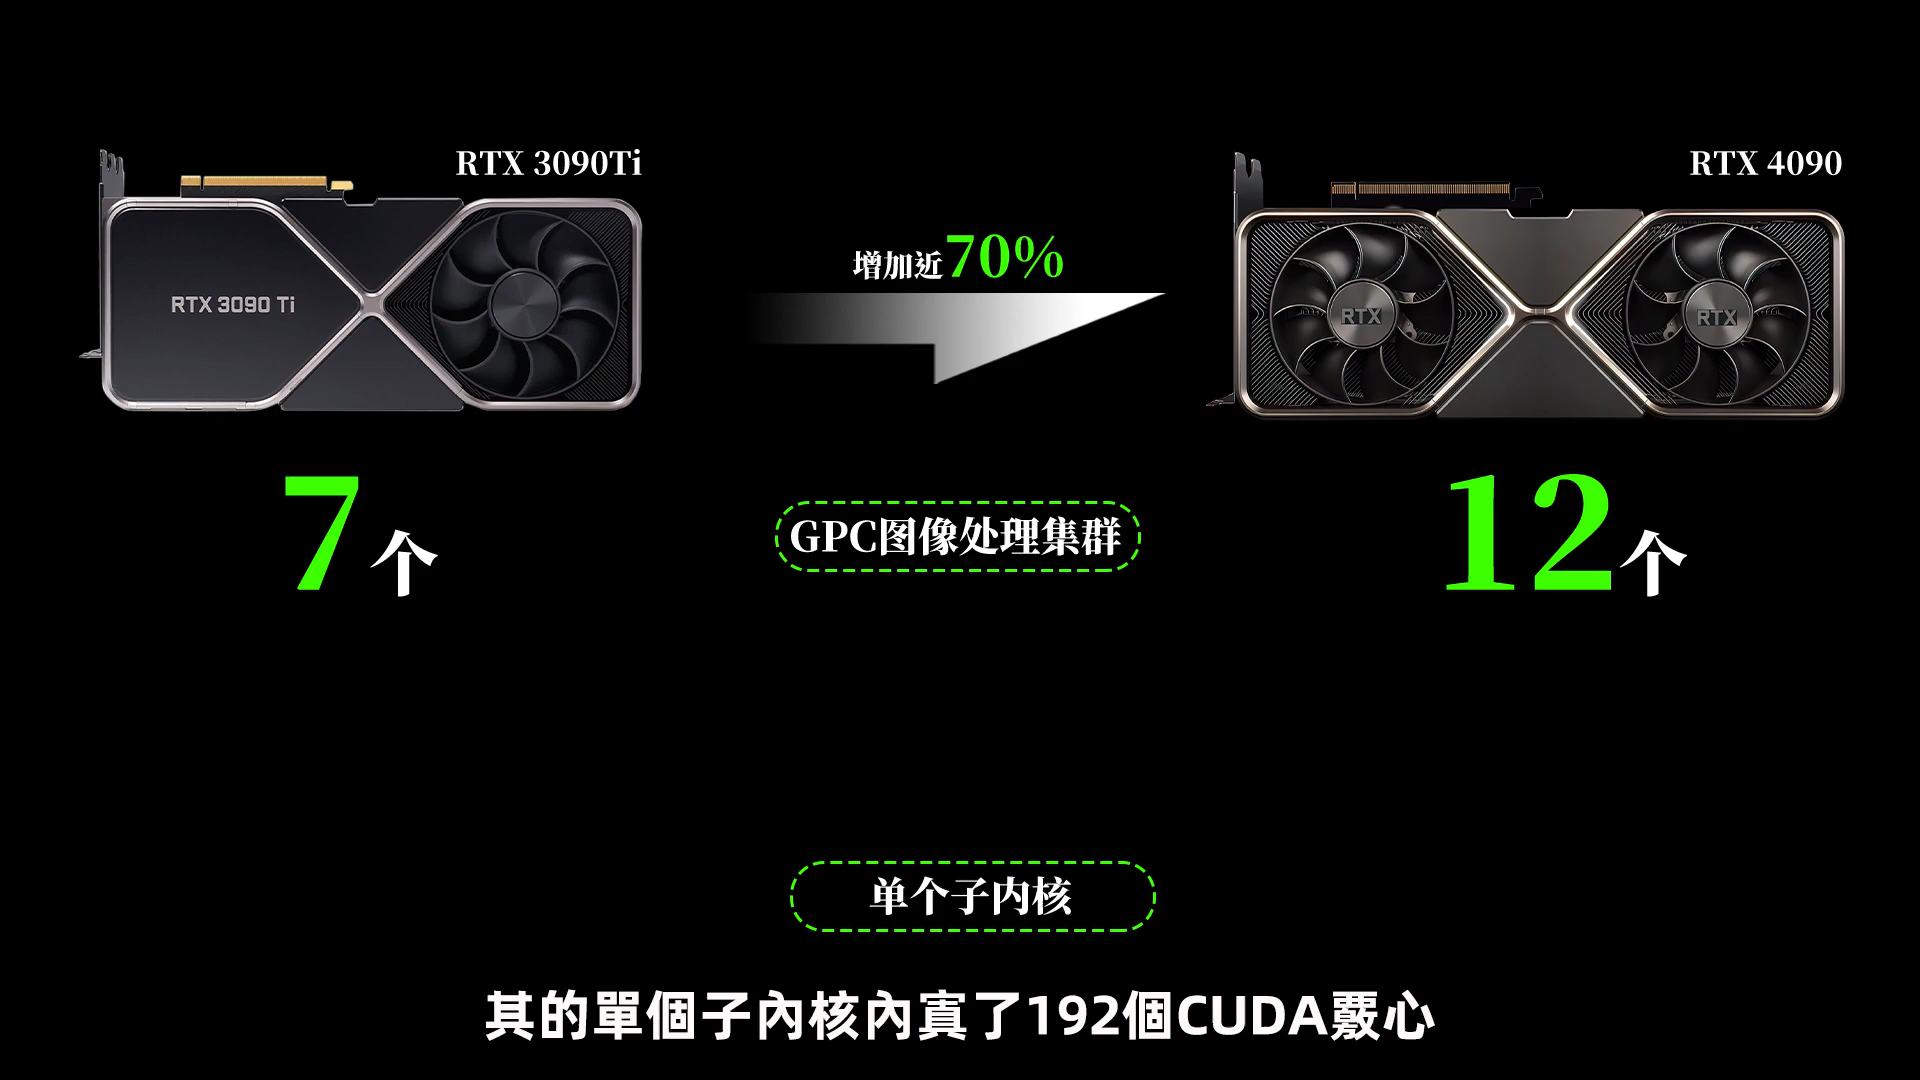 RTX 3090Ti
RTX 4090
RTX 3090 Ti
增加近70%
RTX
RTX
7个
GPC图像处理集群
12个
单个子内核
其的單個子內核內寘了192個CUDA覈心